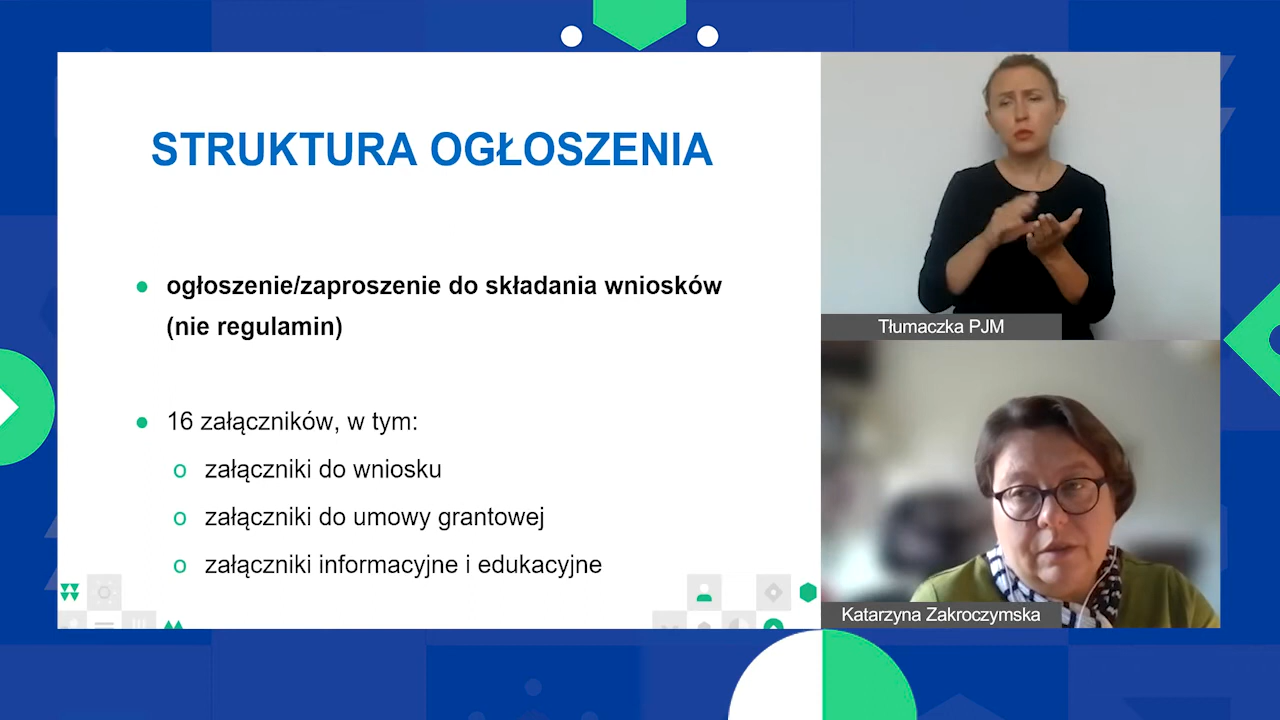 STRUKTURA OGŁOSZENIA
● ogłoszenie/zaproszenie do składania wniosków
(nie regulamin)
● 16 załączników, w tym:
o załączniki do wniosku
o załączniki do umowy grantowej
o załączniki informacyjne i edukacyjne
Tłumaczka PJM
Katarzyna Zakroczymska